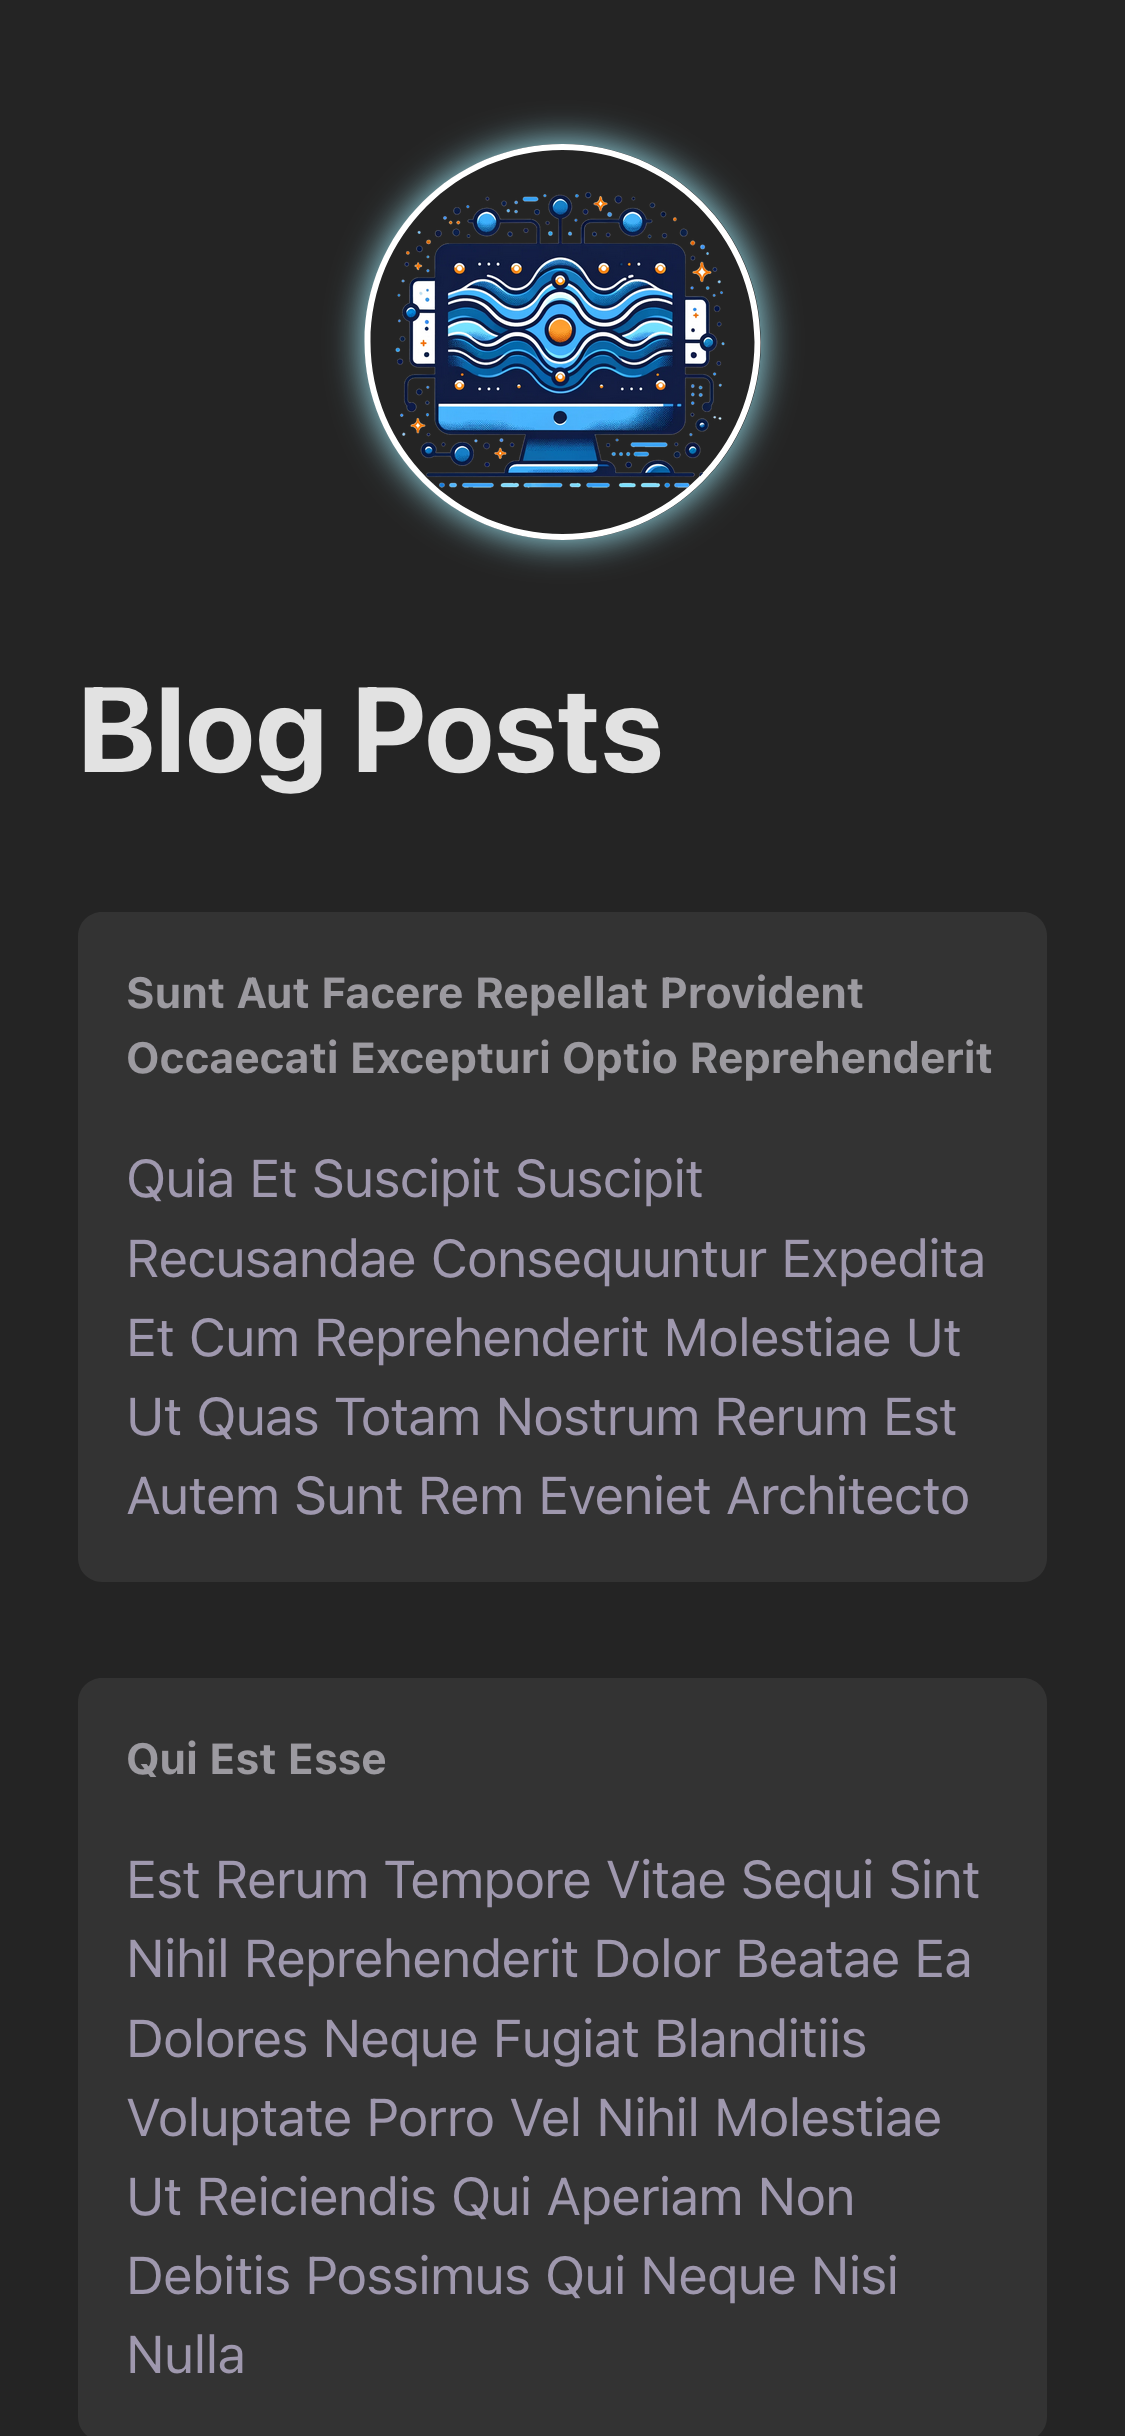 Blog Posts
Sunt Aut Facere Repellat Provident
Occaecati Excepturi Optio Reprehenderit
Quia Et Suscipit Suscipit
Recusandae Consequuntur Expedita
Et Cum Reprehenderit Molestiae Ut
Ut Quas Totam Nostrum Rerum Est
Autem Sunt Rem Eveniet Architecto
Qui Est Esse
Est Rerum Tempore Vitae Sequi Sint
Nihil Reprehenderit Dolor Beatae Ea
Dolores Neque Fugiat Blanditiis
Voluptate Porro Vel Nihil Molestiae
Ut Reiciendis Qui Aperiam Non
Debitis Possimus Qui Neque Nisi
Nulla